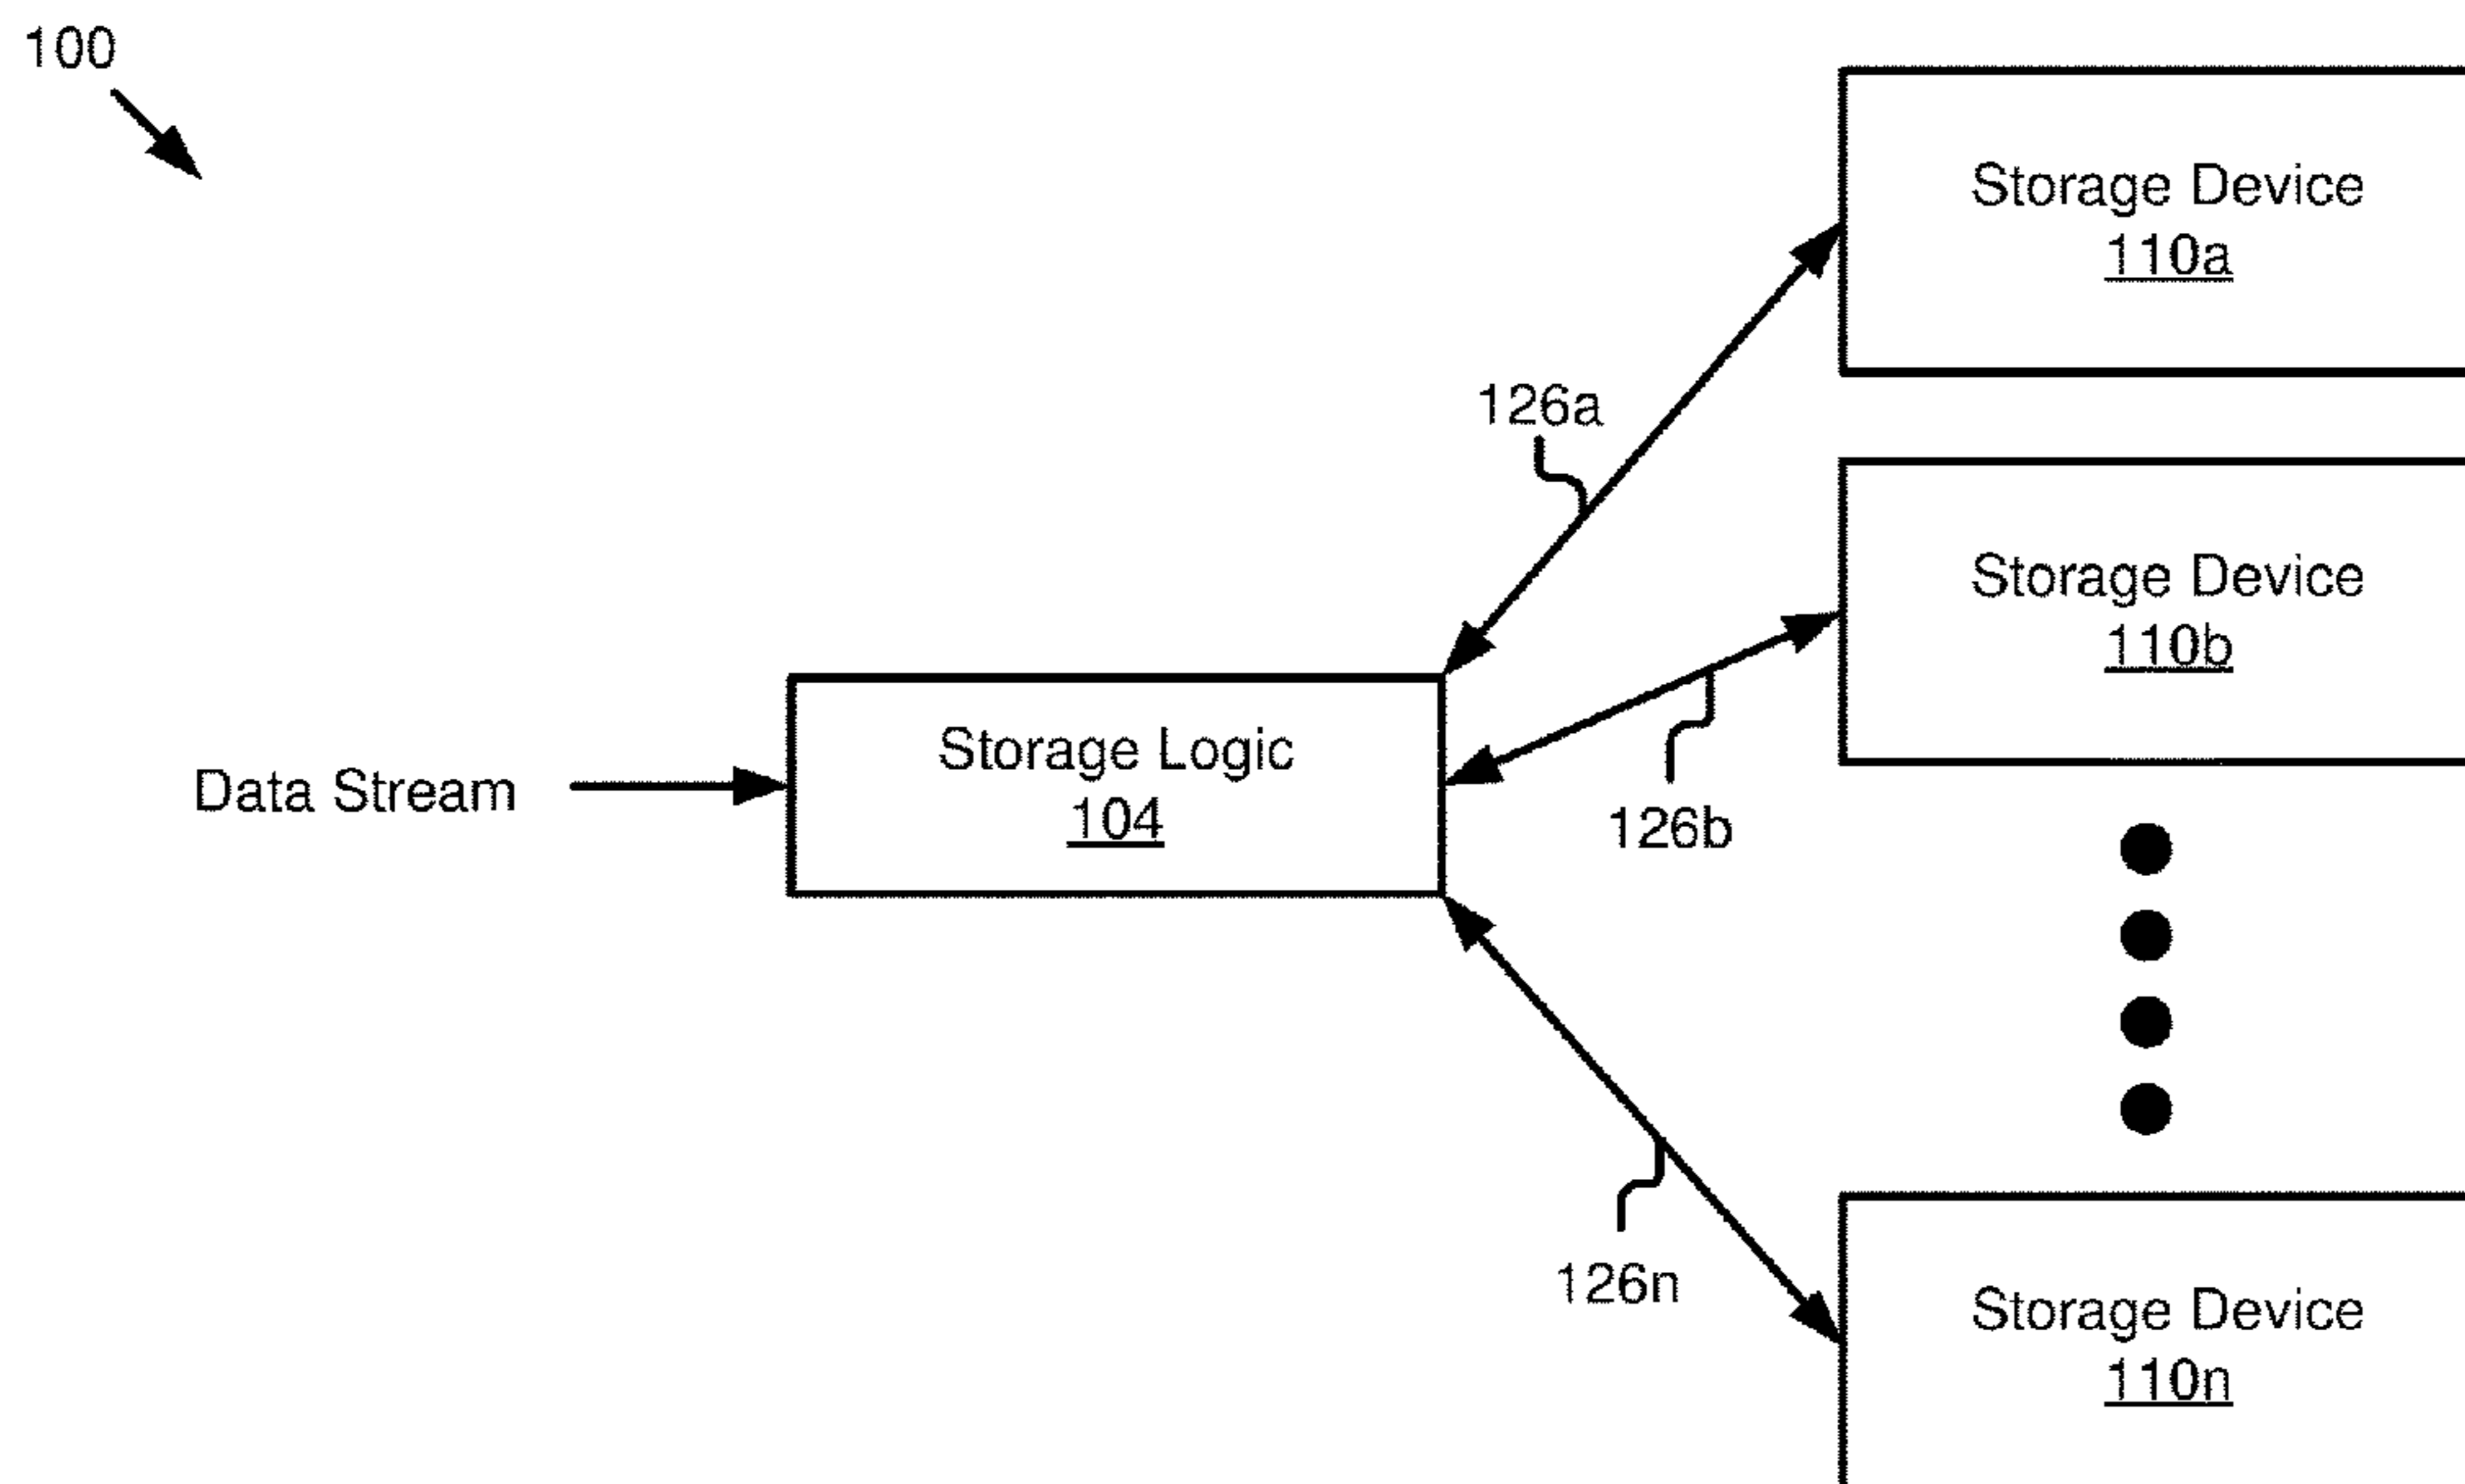 100
Storage Device
110a
126a
Storage Device
110b
Storage Logic
104
Data Stream
126b
126n
Storage Device
110n